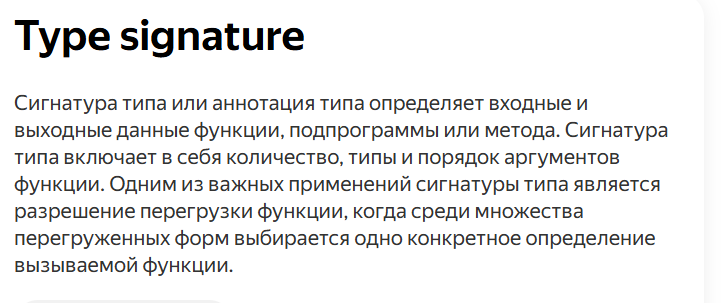 Type signature
Сигнатура типа или аннотация типа определяет входные и
выходные данные функции, подпрограммы или метода. Сигнатура
типа включает в себя количество, типы и порядок аргументов
функции. Одним из важных применений сигнатуры типа является
разрешение перегрузки функции, когда среди множества
перегруженных форм выбирается одно конкретное определение
вызываемой функции.